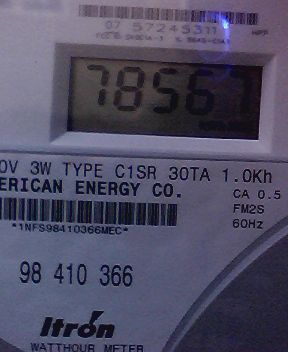 07 57245311
78567
0V 3W TYPE C1SR 30TA 1.0Kh
ERICAN ENERGY CO.
CA 0.5
FM2S
60Hz
*1NFS98410366MEC*
98 410 366
Itron
WATTHOUR METER